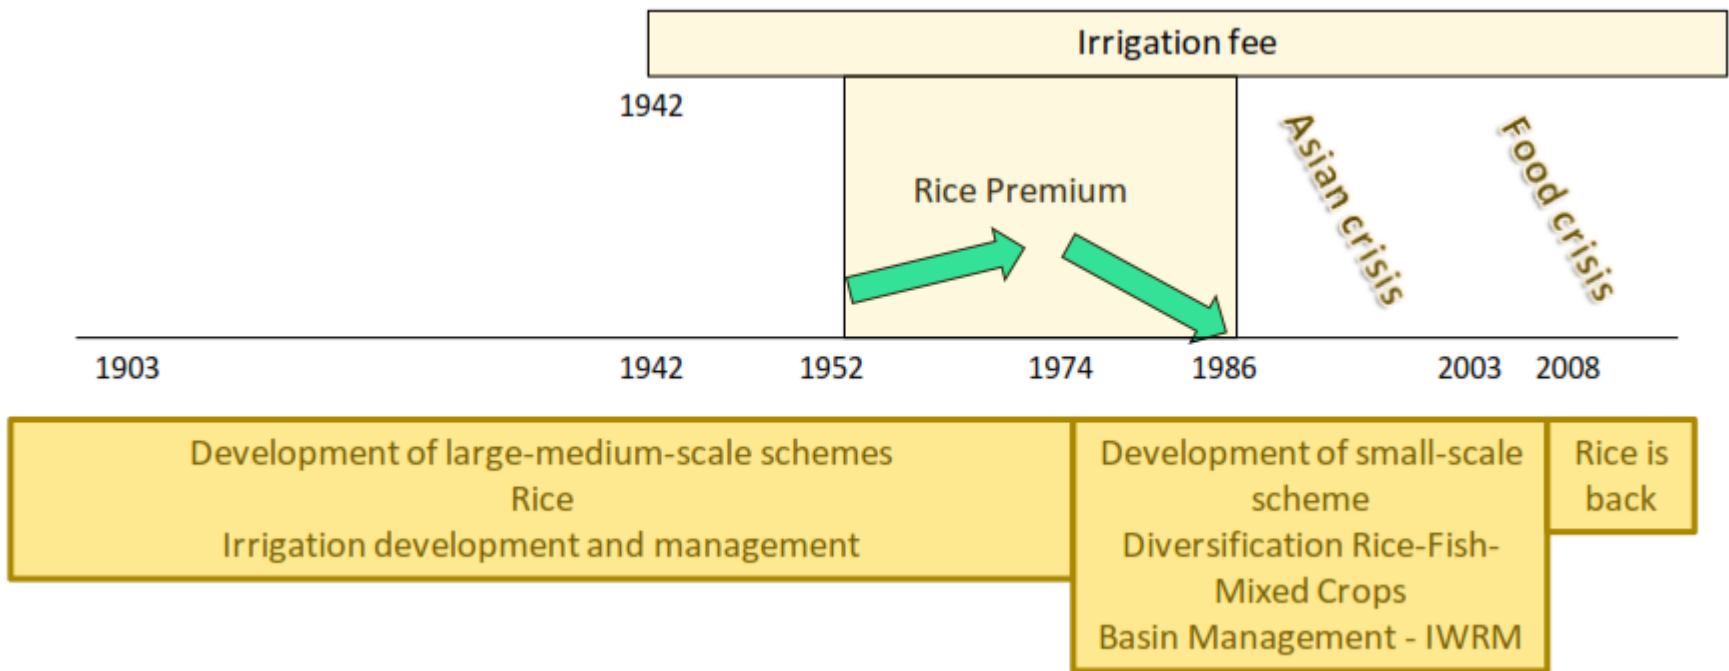 Irrigation fee
1942
Rice Premium
Asian crisis
Food crisis
1903
1942
1952
1974
1986
2003
2008
Development of large-medium-scale schemes
Rice
Irrigation development and management
Development of small-scale
scheme
Diversification Rice-Fish-
Mixed Crops
Basin Management - IWRM
Rice is
back